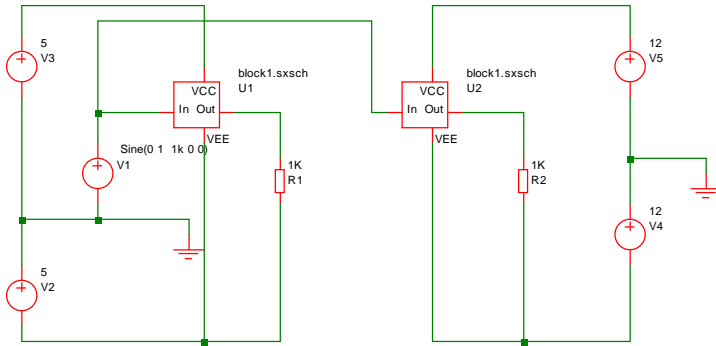 5
V3
block1.sxsch
U1
VCC
In Out
VEE
Sine(0 1 1k 0 0)
V1
1K
R1
5
V2
block1.sxsch
U2
VCC
In Out
VEE
1K
R2
12
V5
12
V4